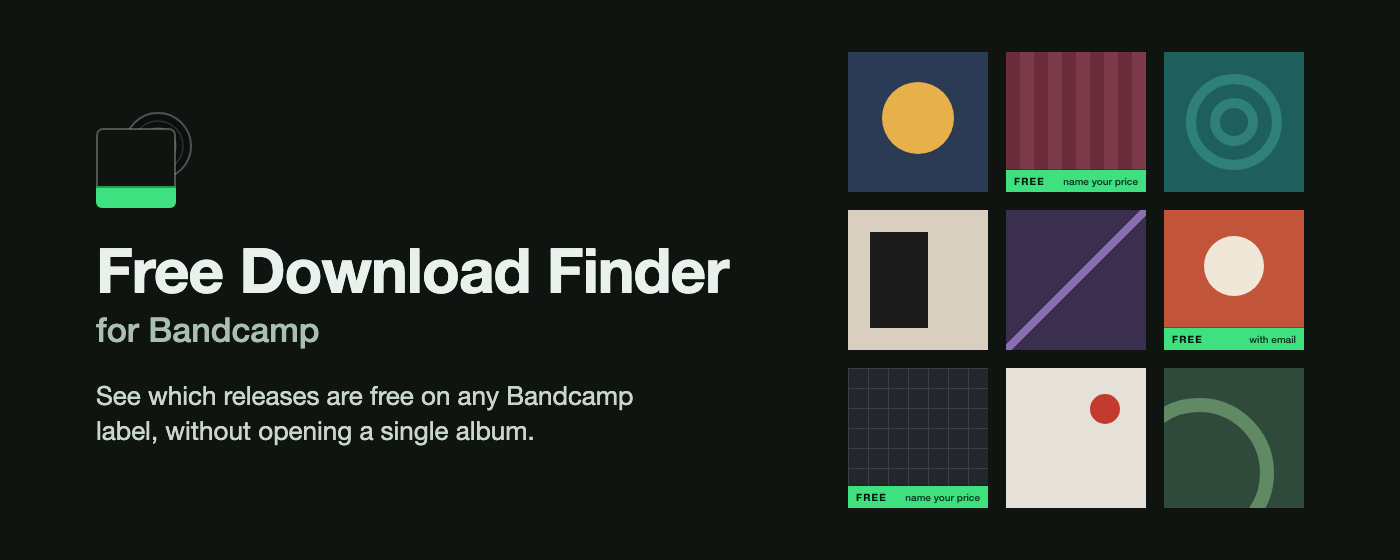 Free Download Finder
for Bandcamp
See which releases are free on any Bandcamp
label, without opening a single album.
FREE name your price
FREE with email
FREE name your price